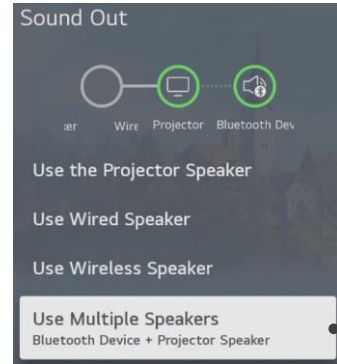 Sound Out
ker Wire Projector Bluetooth Dev
Use the Projector Speaker
Use Wired Speaker
Use Wireless Speaker
Use Multiple Speakers
Bluetooth Device + Projector Speaker